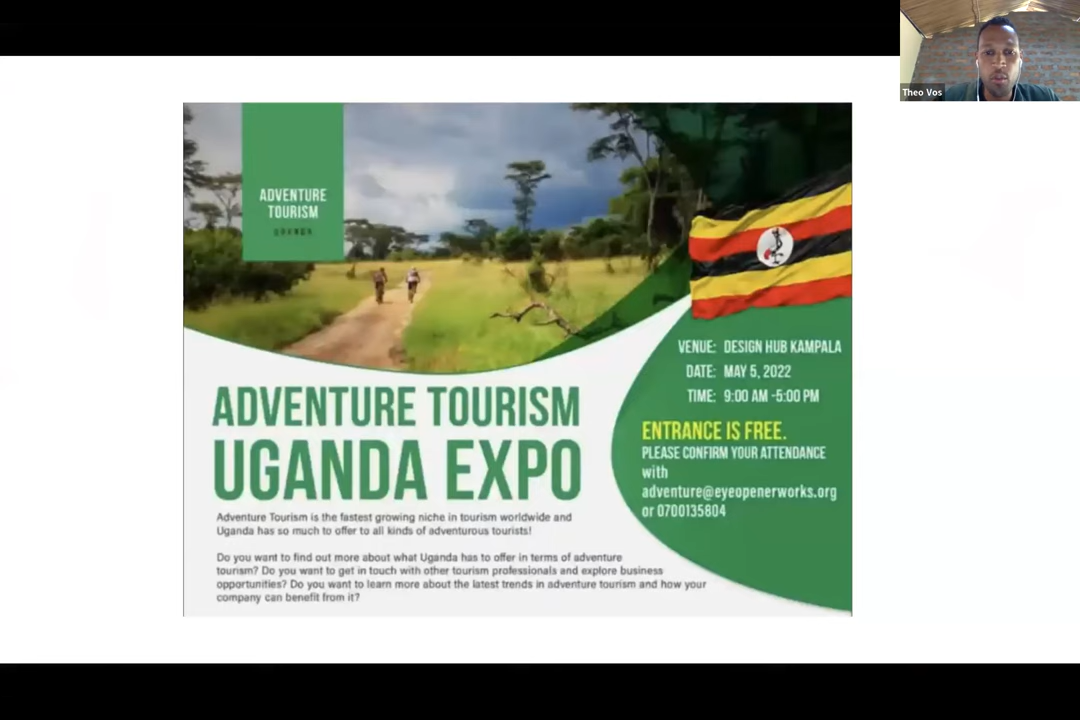 Theo Vos
ADVENTURE
TOURISM
UGANDA
VENUE: DESIGN HUB KAMPALA
DATE: MAY 5, 2022
TIME: 9:00 AM -5:00 PM
ENTRANCE IS FREE.
PLEASE CONFIRM YOUR ATTENDANCE
with
adventure@eyeopenerworks.org
or 0700135804
ADVENTURE TOURISM
UGANDA EXPO
Adventure Tourism is the fastest growing niche in tourism worldwide and
Uganda has so much to offer to all kinds of adventurous tourists!
Do you want to find out more about what Uganda has to offer in terms of adventure
tourism? Do you want to get in touch with other tourism professionals and explore business
opportunities? Do you want to learn more about the latest trends in adventure tourism and how your
company can benefit from it?